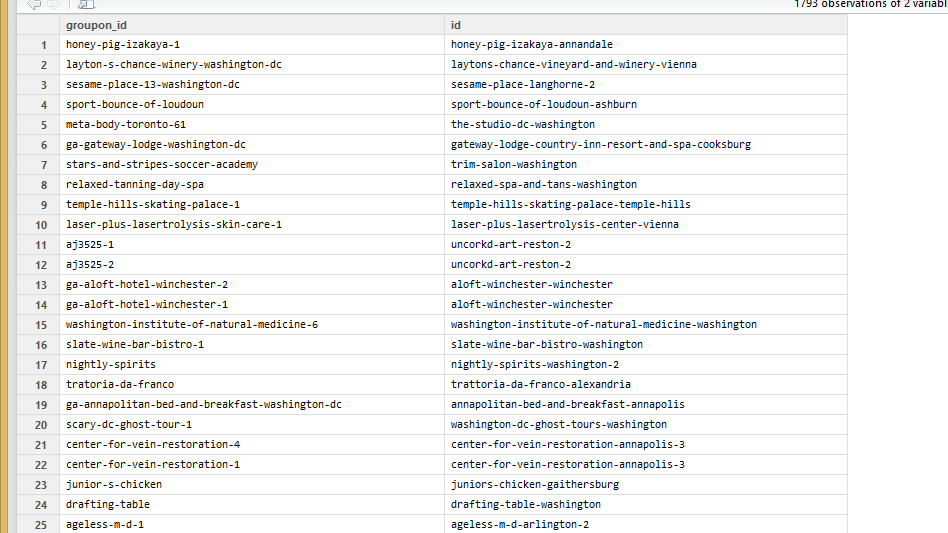 1793 observations of 2 variabl
groupon_id id
1 honey-pig-izakaya-1 honey-pig-izakaya-annandale
2 layton-s-chance-winery-washington-dc laytons-chance-vineyard-and-winery-vienna
3 sesame-place-13-washington-dc sesame-place-langhorne-2
4 sport-bounce-of-loudoun sport-bounce-of-loudoun-ashburn
5 meta-body-toronto-61 the-studio-dc-washington
6 ga-gateway-lodge-washington-dc gateway-lodge-country-inn-resort-and-spa-cooksburg
7 stars-and-stripes-soccer-academy trim-salon-washington
8 relaxed-tanning-day-spa relaxed-spa-and-tans-washington
9 temple-hills-skating-palace-1 temple-hills-skating-palace-temple-hills
10 laser-plus-lasertrolysis-skin-care-1 laser-plus-lasertrolysis-center-vienna
11 aj3525-1 uncorkd-art-reston-2
12 aj3525-2 uncorkd-art-reston-2
13 ga-aloft-hotel-winchester-2 aloft-winchester-winchester
14 ga-aloft-hotel-winchester-1 aloft-winchester-winchester
15 washington-institute-of-natural-medicine-6 washington-institute-of-natural-medicine-washington
16 slate-wine-bar-bistro-1 slate-wine-bar-bistro-washington
17 nightly-spirits nightly-spirits-washington-2
18 tratoria-da-franco trattoria-da-franco-alexandria
19 ga-annapolitan-bed-and-breakfast-washington-dc annapolitan-bed-and-breakfast-annapolis
20 scary-dc-ghost-tour-1 washington-dc-ghost-tours-washington
21 center-for-vein-restoration-4 center-for-vein-restoration-annapolis-3
22 center-for-vein-restoration-1 center-for-vein-restoration-annapolis-3
23 junior-s-chicken juniors-chicken-gaithersburg
24 drafting-table drafting-table-washington
25 ageless-m-d-1 ageless-m-d-arlington-2